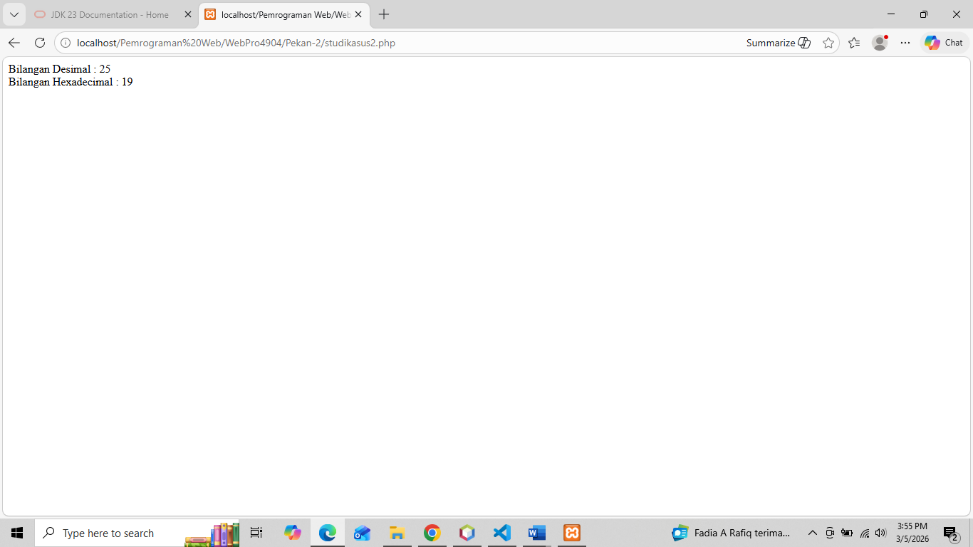 JDK 23 Documentation - Home
localhost/Pemrograman Web/Web
localhost/Pemrograman%20Web/WebPro4904/Pekan-2/studikasus2.php
Summarize
Chat
Bilangan Desimal : 25
Bilangan Hexadecimal : 19
Type here to search
Fadia A Rafiq terima...
3:55 PM
3/5/2026
2